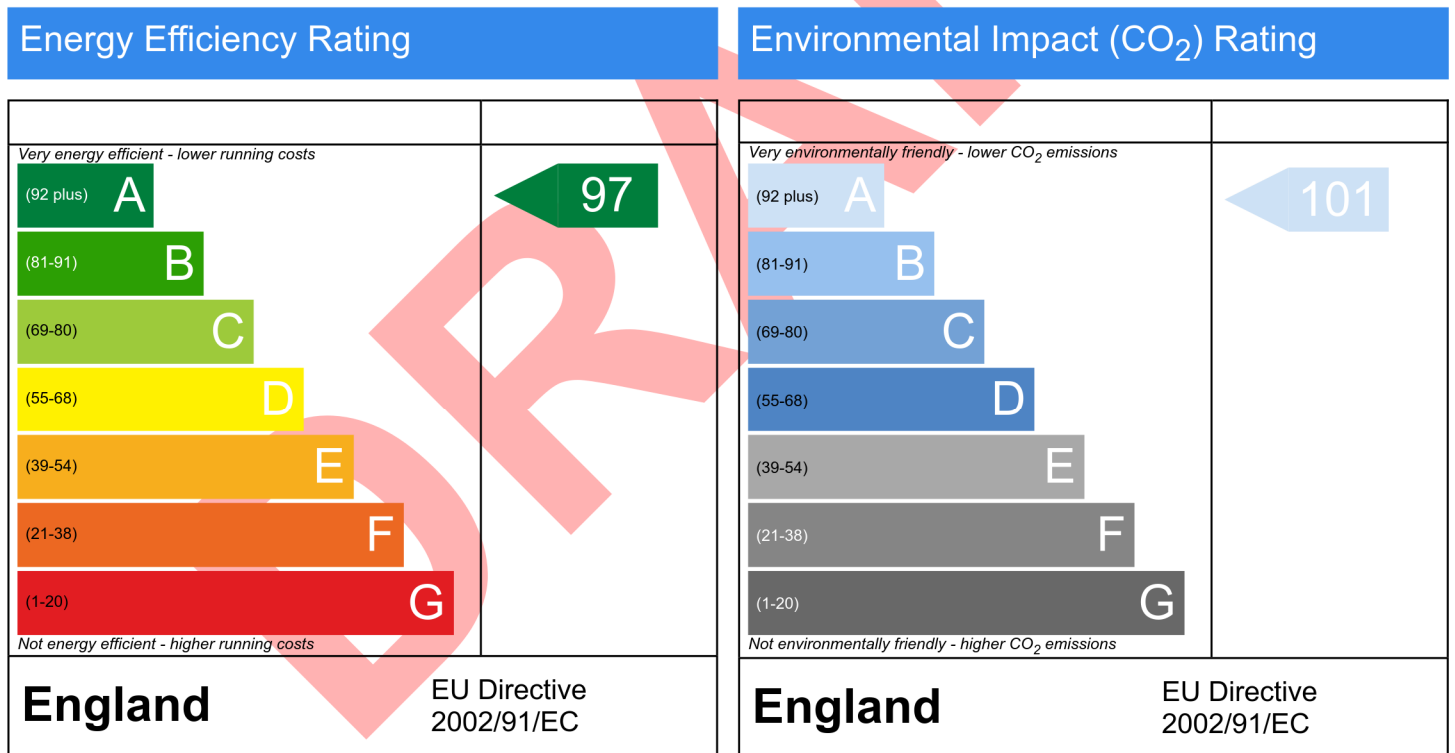 Energy Efficiency Rating
Very energy efficient - lower running costs
(92 plus) A
97
(81-91) B
(69-80) C
(55-68) D
(39-54) E
(21-38) F
(1-20) G
Not energy efficient - higher running costs
England
EU Directive
2002/91/EC
Environmental Impact (CO₂) Rating
Very environmentally friendly - lower CO₂ emissions
(92 plus) A
101
(81-91) B
(69-80) C
(55-68) D
(39-54) E
(21-38) F
(1-20) G
Not environmentally friendly - higher CO₂ emissions
England
EU Directive
2002/91/EC